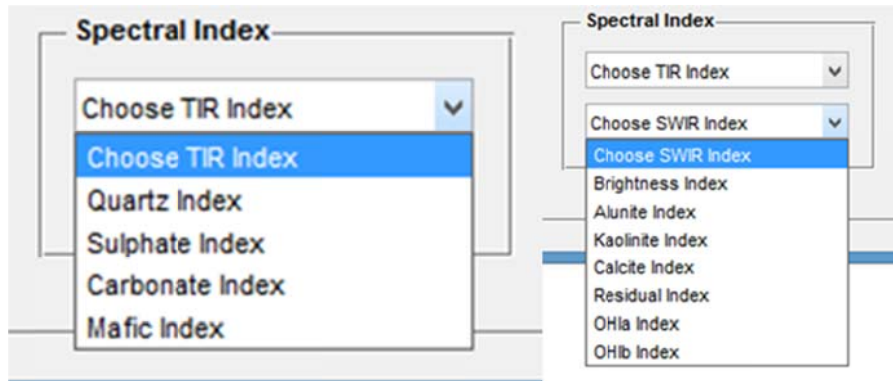 Spectral Index
Choose TIR Index
Choose TIR Index
Quartz Index
Sulphate Index
Carbonate Index
Mafic Index
Spectral Index
Choose TIR Index
Choose SWIR Index
Choose SWIR Index
Brightness Index
Alunite Index
Kaolinite Index
Calcite Index
Residual Index
OHIa Index
OHIb Index